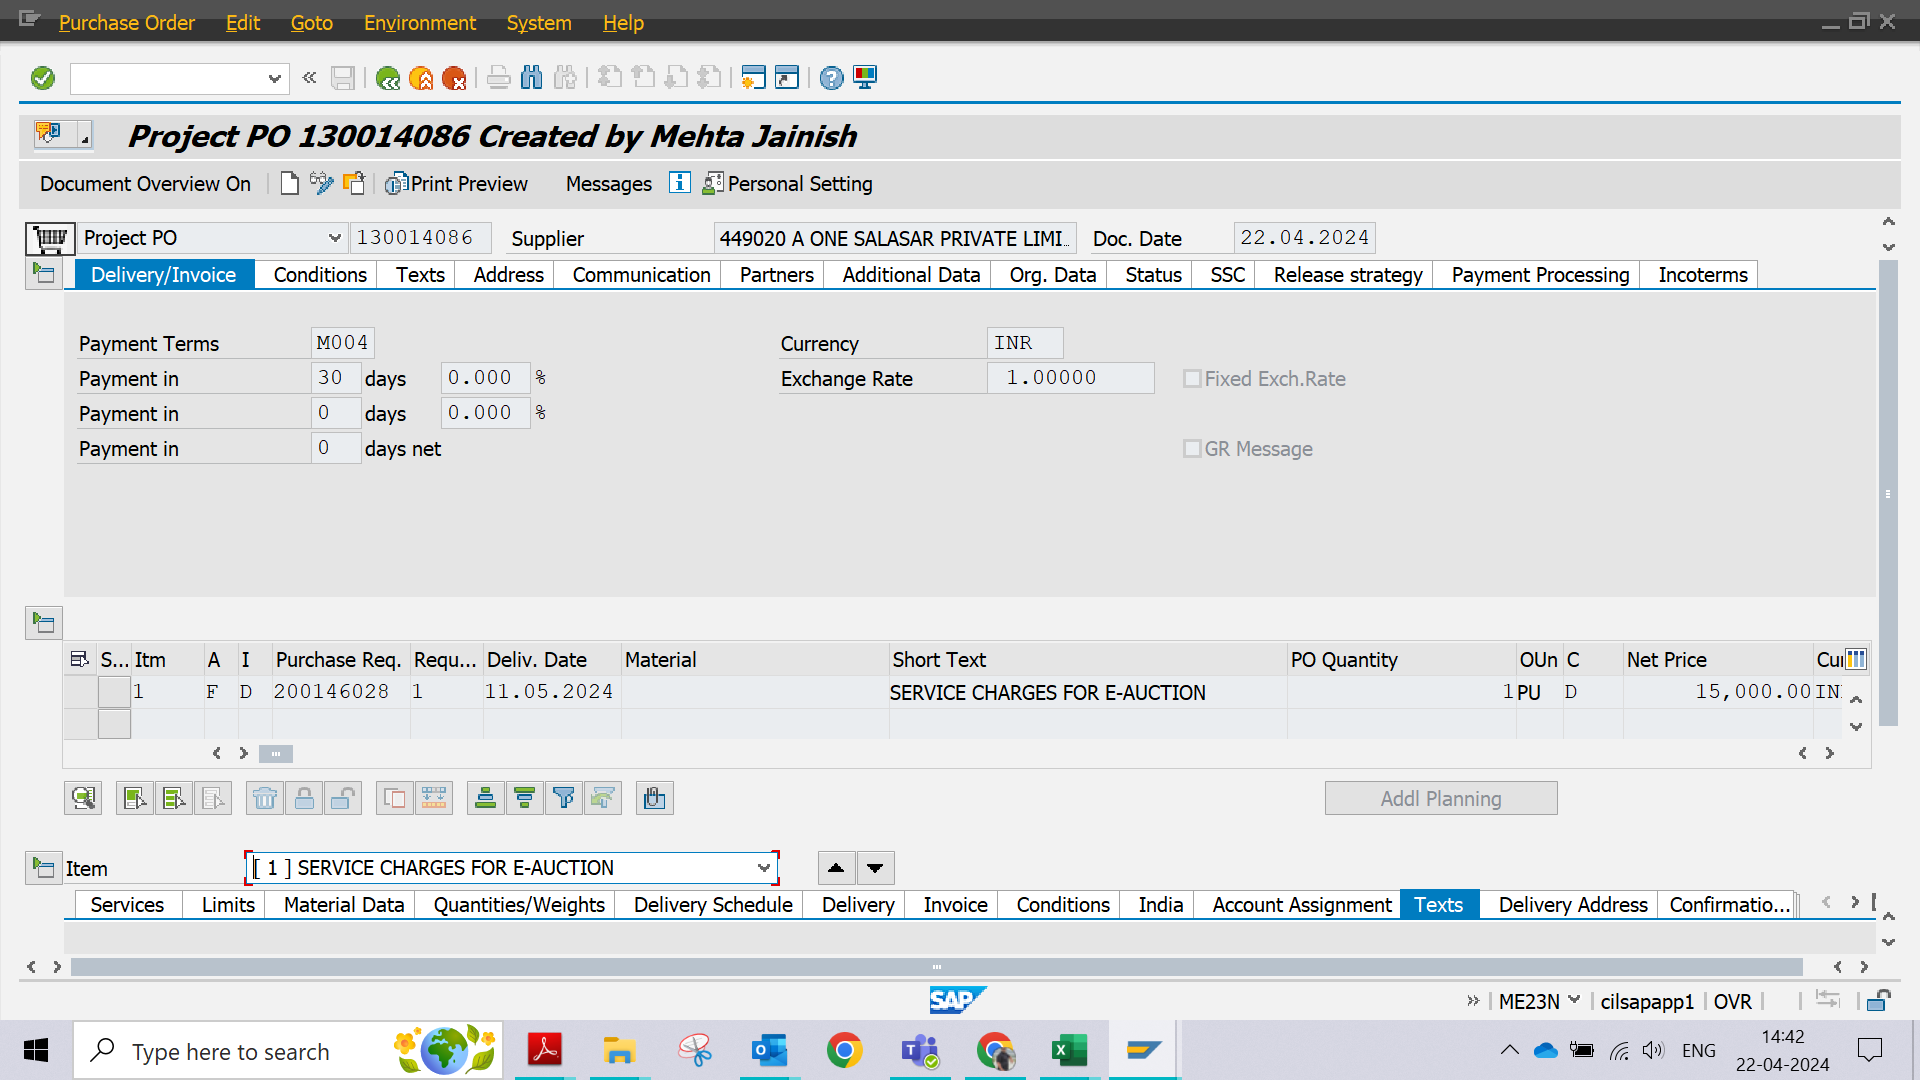 Purchase Order Edit Goto Environment System Help
Project PO 130014086 Created by Mehta Jainish
Document Overview On Print Preview Messages Personal Setting
Project PO 130014086 Supplier 449020 A ONE SALASAR PRIVATE LIMI... Doc. Date 22.04.2024
Delivery/Invoice Conditions Texts Address Communication Partners Additional Data Org. Data Status SSC Release strategy Payment Processing Incoterms
Payment Terms M004 Currency INR
Payment in 30 days 0.000 % Exchange Rate 1.00000 Fixed Exch.Rate
Payment in 0 days 0.000 %
Payment in 0 days net GR Message
S... Itm A I Purchase Req. Requ... Deliv. Date Material Short Text PO Quantity OUn C Net Price Cu
1 F D 200146028 1 11.05.2024 SERVICE CHARGES FOR E-AUCTION 1 PU D 15,000.00 IN
Addl Planning
Item [ 1 ] SERVICE CHARGES FOR E-AUCTION
Services Limits Material Data Quantities/Weights Delivery Schedule Delivery Invoice Conditions India Account Assignment Texts Delivery Address Confirmatio...
SAP ME23N cilsapapp1 OVR
Type here to search ENG 14:42
22-04-2024